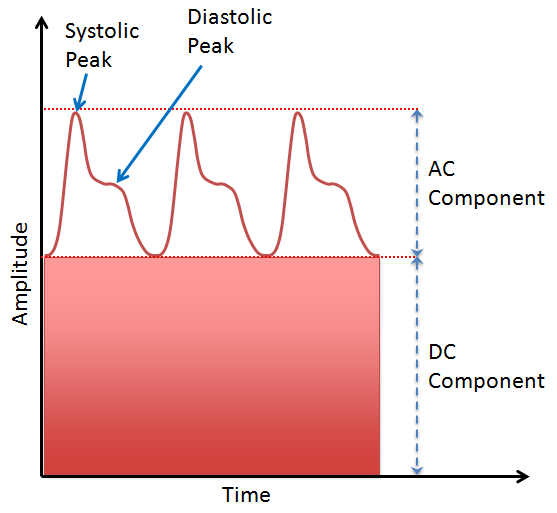 Systolic
Peak
Diastolic
Peak
AC
Component
Amplitude
DC
Component
Time